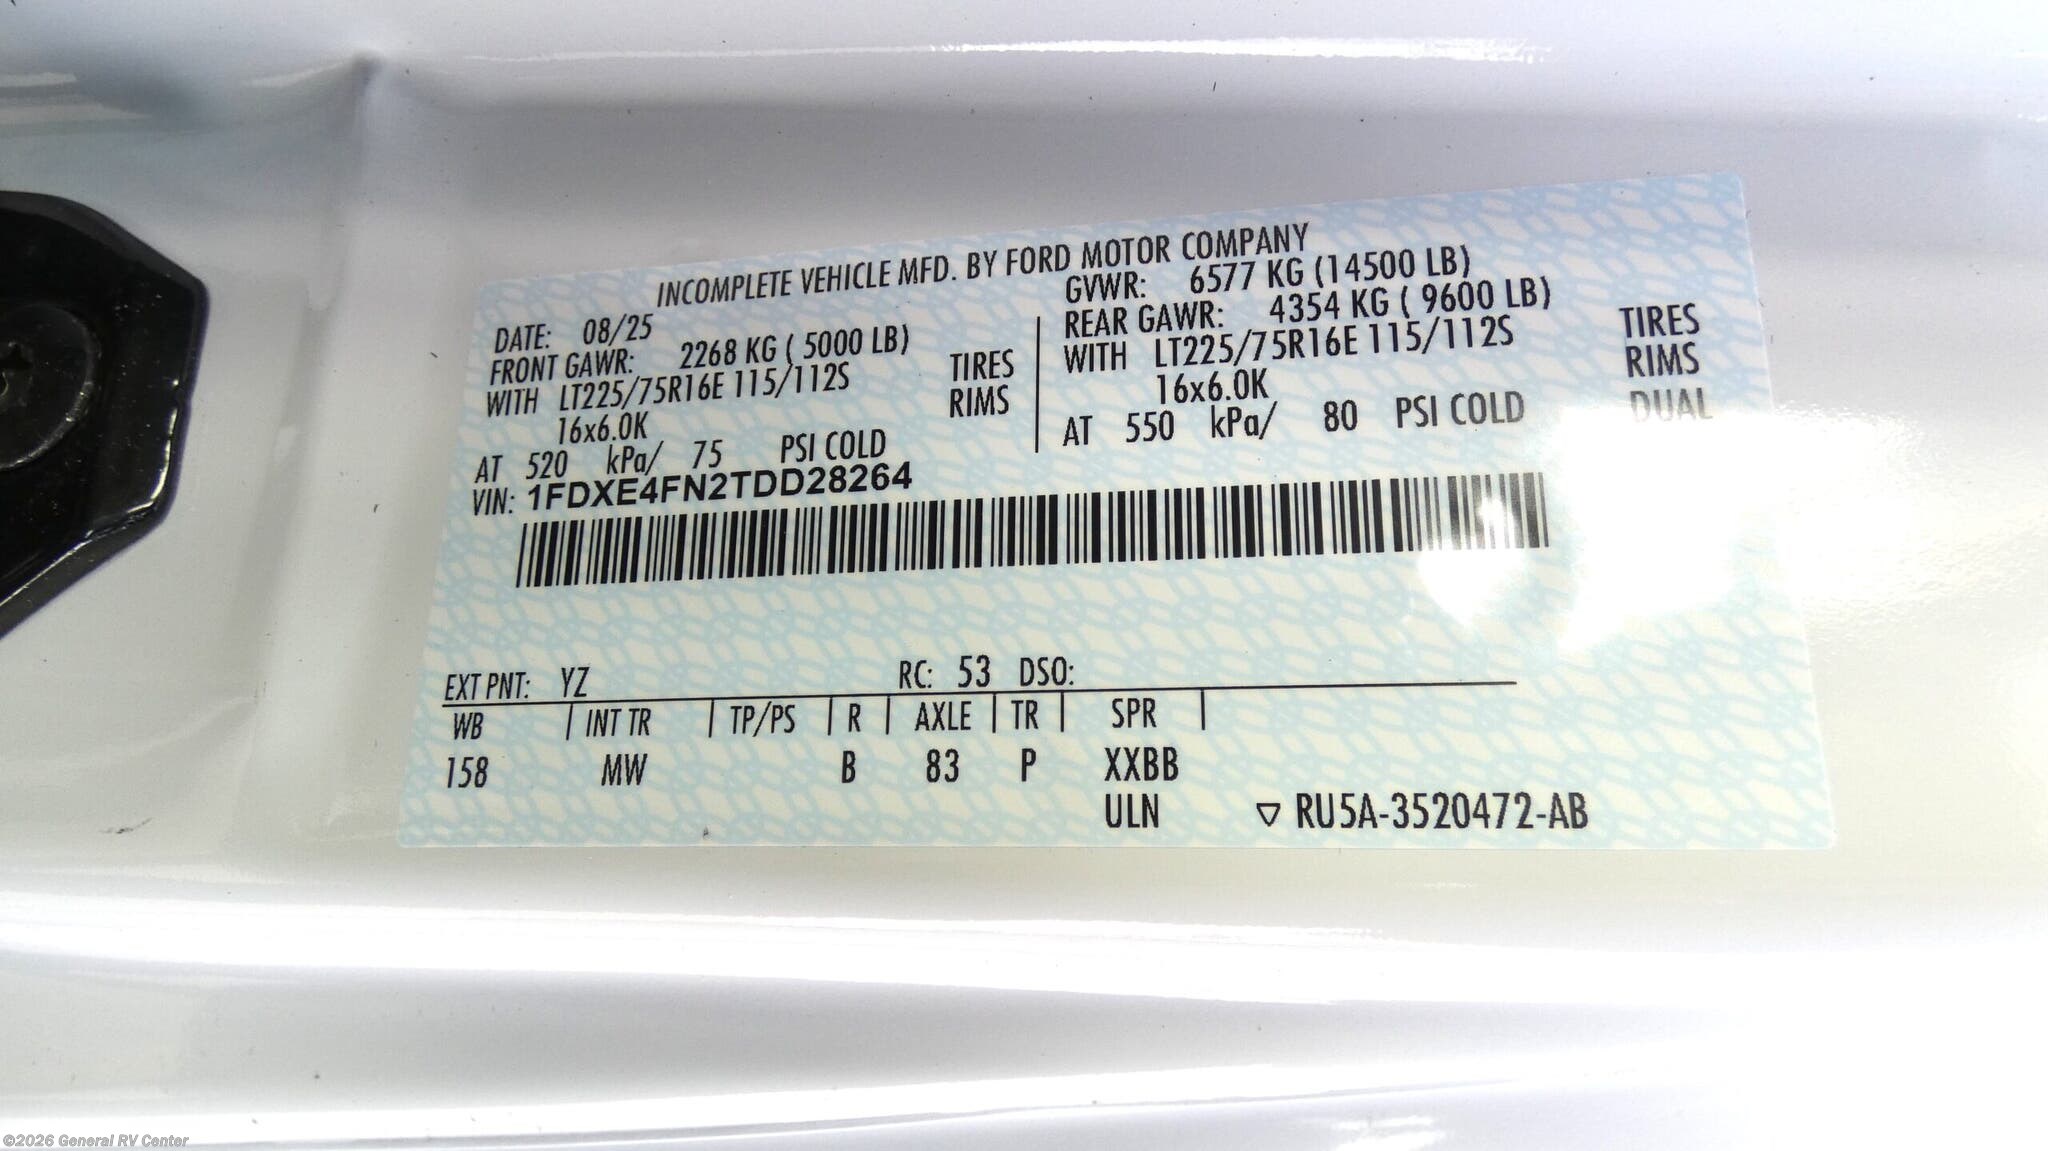 INCOMPLETE VEHICLE MFD. BY FORD MOTOR COMPANY
DATE: 08/25
GVWR: 6577 KG (14500 LB)
FRONT GAWR: 2268 KG ( 5000 LB)
REAR GAWR: 4354 KG ( 9600 LB)
WITH LT225/75R16E 115/112S TIRES
WITH LT225/75R16E 115/112S TIRES
16x6.0K RIMS
16x6.0K RIMS
AT 520 kPa/ 75 PSI COLD
AT 550 kPa/ 80 PSI COLD DUAL
VIN: 1FDXE4FN2TDD28264
EXT PNT: YZ RC: 53 DSO:
WB | INT TR | TP/PS | R | AXLE | TR | SPR |
158 MW B 83 P XXBB
ULN ▽ RU5A-3520472-AB
©2026 General RV Center